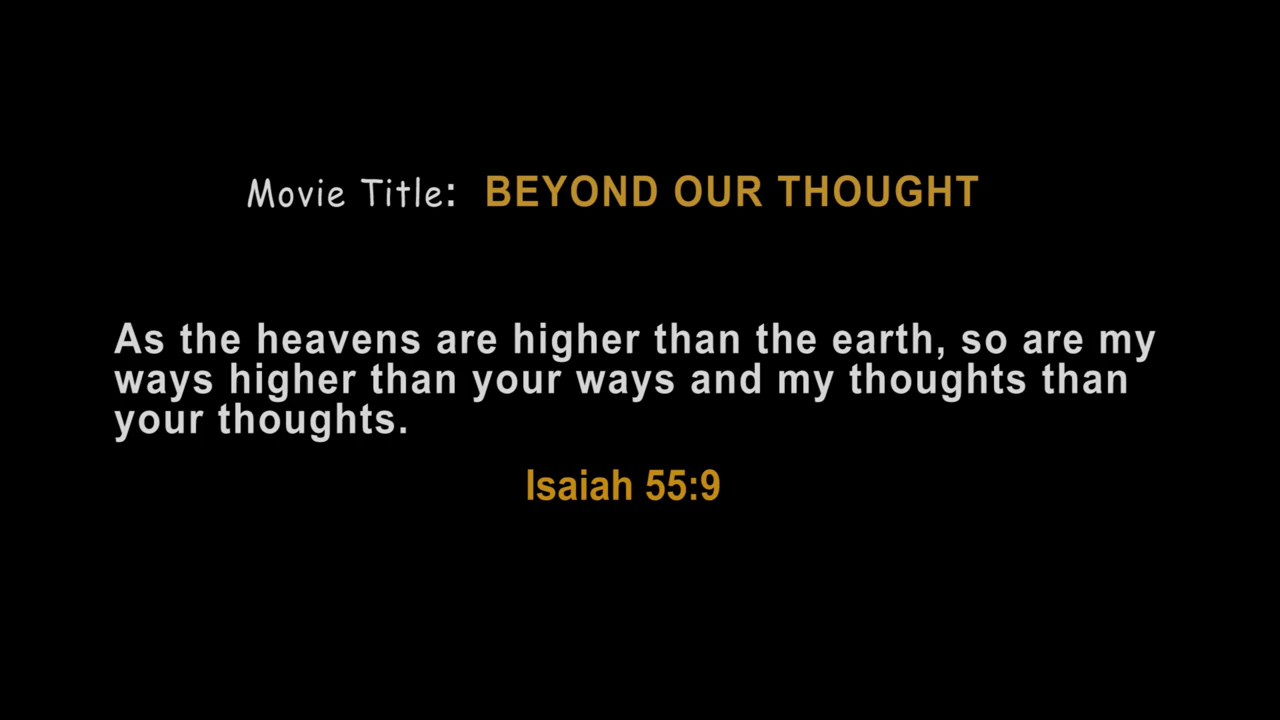 Movie Title: BEYOND OUR THOUGHT
As the heavens are higher than the earth, so are my
ways higher than your ways and my thoughts than
your thoughts.
Isaiah 55:9